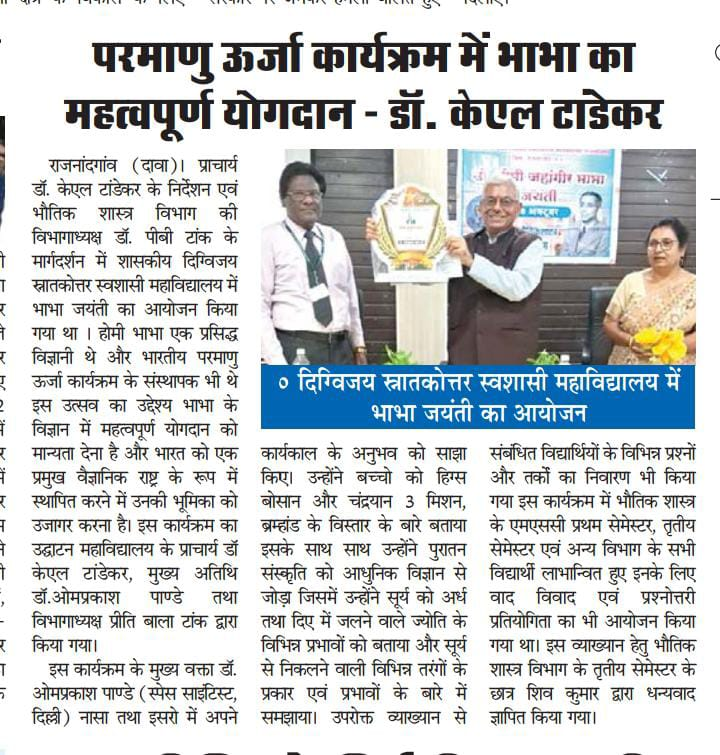 परमाणु ऊर्जा कार्यक्रम में भाभा का
महत्वपूर्ण योगदान - डॉ. केएल टाडेकर
राजनांदगांव (दावा)। प्राचार्य
डॉ. केएल टांडेकर के निर्देशन एवं
भौतिक शास्त्र विभाग की
विभागाध्यक्ष डॉ. पीबी टांक के
मार्गदर्शन में शासकीय दिग्विजय
स्नातकोत्तर स्वशासी महाविद्यालय में
भाभा जयंती का आयोजन किया
गया था । होमी भाभा एक प्रसिद्ध
विज्ञानी थे और भारतीय परमाणु
ऊर्जा कार्यक्रम के संस्थापक भी थे
इस उत्सव का उद्देश्य भाभा के
विज्ञान में महत्वपूर्ण योगदान को
मान्यता देना है और भारत को एक
प्रमुख वैज्ञानिक राष्ट्र के रूप में
स्थापित करने में उनकी भूमिका को
उजागर करना है। इस कार्यक्रम का
उद्घाटन महाविद्यालय के प्राचार्य डॉ
केएल टांडेकर, मुख्य अतिथि
डॉ.ओमप्रकाश पाण्डे तथा
विभागाध्यक्ष प्रीति बाला टांक द्वारा
किया गया।
इस कार्यक्रम के मुख्य वक्ता डॉ.
ओमप्रकाश पाण्डे (स्पेस साइंटिस्ट,
दिल्ली) नासा तथा इसरो में अपने
जहांगीर भाभा
जयंती
अक्टूबर
० दिग्विजय स्नातकोत्तर स्वशासी महाविद्यालय में
भाभा जयंती का आयोजन
कार्यकाल के अनुभव को साझा
किए। उन्होंने बच्चो को हिग्स
बोसान और चंद्रयान 3 मिशन,
ब्रम्हांड के विस्तार के बारे बताया
इसके साथ साथ उन्होंने पुरातन
संस्कृति को आधुनिक विज्ञान से
जोड़ा जिसमें उन्होंने सूर्य को अर्ध
तथा दिए में जलने वाले ज्योति के
विभिन्न प्रभावों को बताया और सूर्य
से निकलने वाली विभिन्न तरंगों के
प्रकार एवं प्रभावों के बारे में
समझाया। उपरोक्त व्याख्यान से
संबंधित विद्यार्थियों के विभिन्न प्रश्नों
और तर्कों का निवारण भी किया
गया इस कार्यक्रम में भौतिक शास्त्र
के एमएससी प्रथम सेमेस्टर, तृतीय
सेमेस्टर एवं अन्य विभाग के सभी
विद्यार्थी लाभान्वित हुए इनके लिए
वाद विवाद एवं प्रश्नोत्तरी
प्रतियोगिता का भी आयोजन किया
गया था। इस व्याख्यान हेतु भौतिक
शास्त्र विभाग के तृतीय सेमेस्टर के
छात्र शिव कुमार द्वारा धन्यवाद
ज्ञापित किया गया।